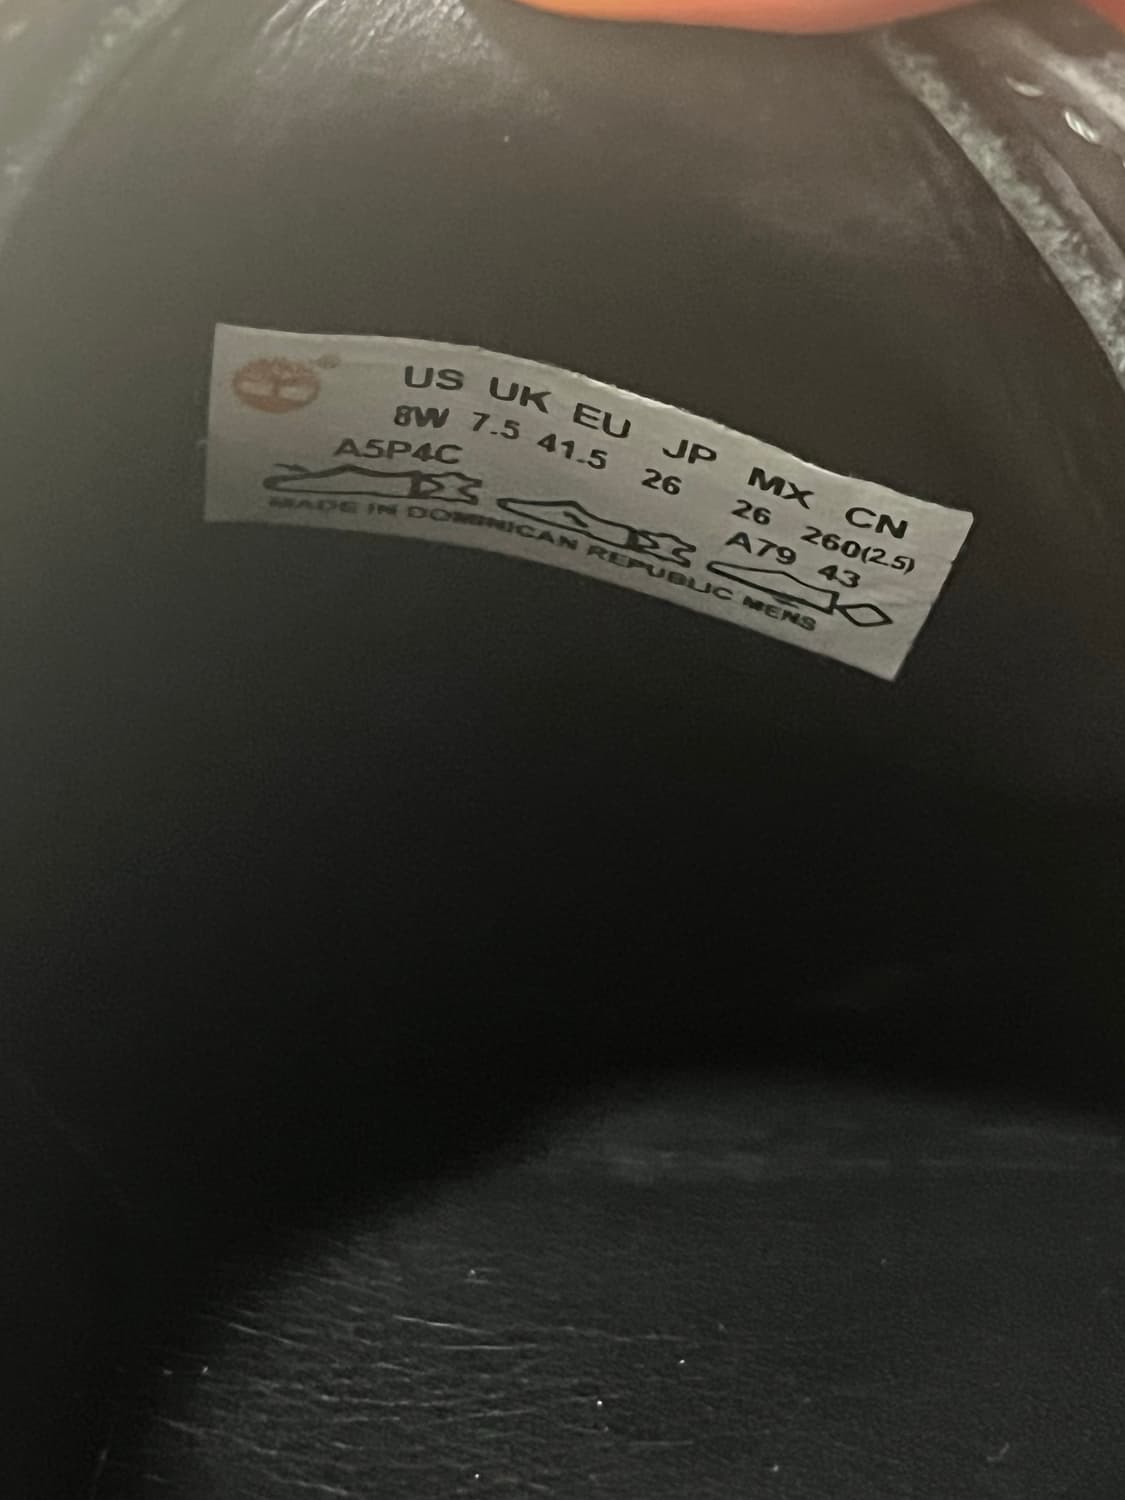 US UK EU JP MX CN
8W 7.5 41.5 26 26 260(2.5)
A5P4C A79 43
MADE IN DOMINICAN REPUBLIC MENS